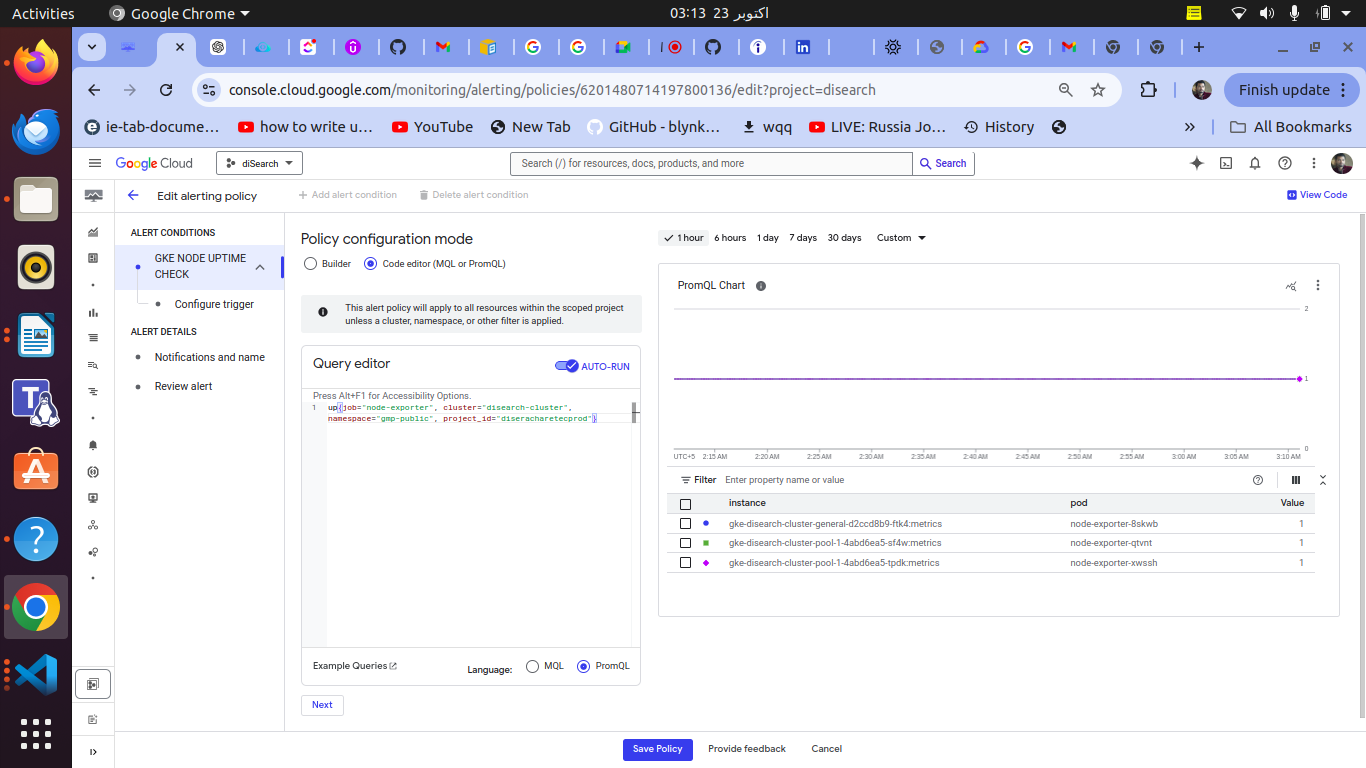 Activities
Google Chrome
03:13 23 اکتوبر
console.cloud.google.com/monitoring/alerting/policies/6201480714197800136/edit?project=disearch
Finish update
ie-tab-docume…
how to write u…
YouTube
New Tab
GitHub - blynk…
wqq
LIVE: Russia Jo…
History
»
All Bookmarks
Google Cloud
diSearch
Search (/) for resources, docs, products, and more
Search
Edit alerting policy
Add alert condition
Delete alert condition
View Code
ALERT CONDITIONS
GKE NODE UPTIME
CHECK
Configure trigger
ALERT DETAILS
Notifications and name
Review alert
Policy configuration mode
Builder
Code editor (MQL or PromQL)
This alert policy will apply to all resources within the scoped project
unless a cluster, namespace, or other filter is applied.
Query editor
AUTO-RUN
Press Alt+F1 for Accessibility Options.
1 up{job="node-exporter", cluster="disearch-cluster",
namespace="gmp-public", project_id="diseracharetecprod"}
Example Queries
Language:
MQL
PromQL
Next
1 hour
6 hours
1 day
7 days
30 days
Custom
PromQL Chart
2
1
0
UTC+5 2:15 AM 2:20 AM 2:25 AM 2:30 AM 2:35 AM 2:40 AM 2:45 AM 2:50 AM 2:55 AM 3:00 AM 3:05 AM 3:10 AM
Filter Enter property name or value
instance pod Value
gke-disearch-cluster-general-d2ccd8b9-ftk4:metrics node-exporter-8skwb 1
gke-disearch-cluster-pool-1-4abd6ea5-sf4w:metrics node-exporter-qtvnt 1
gke-disearch-cluster-pool-1-4abd6ea5-tpdk:metrics node-exporter-xwssh 1
Save Policy
Provide feedback
Cancel